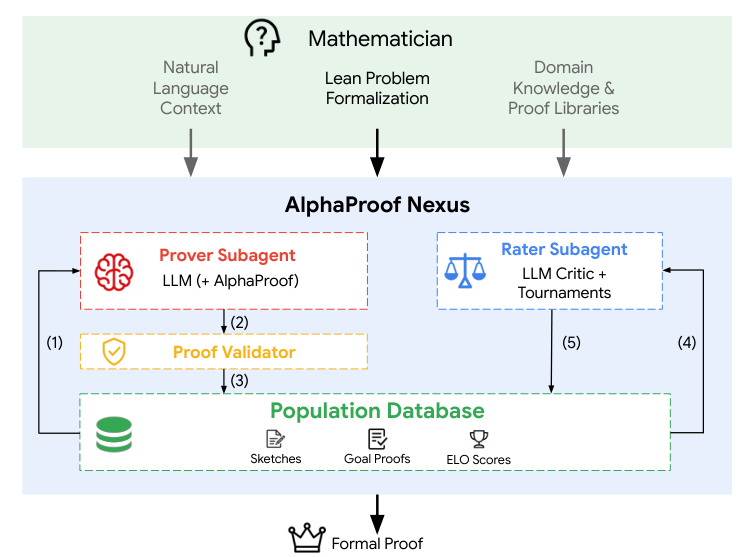 Mathematician
Natural
Language
Context
Lean Problem
Formalization
Domain
Knowledge &
Proof Libraries
AlphaProof Nexus
Prover Subagent
LLM (+ AlphaProof)
Rater Subagent
LLM Critic +
Tournaments
(1)
(2)
Proof Validator
(3)
(5)
(4)
Population Database
Sketches
Goal Proofs
ELO Scores
Formal Proof